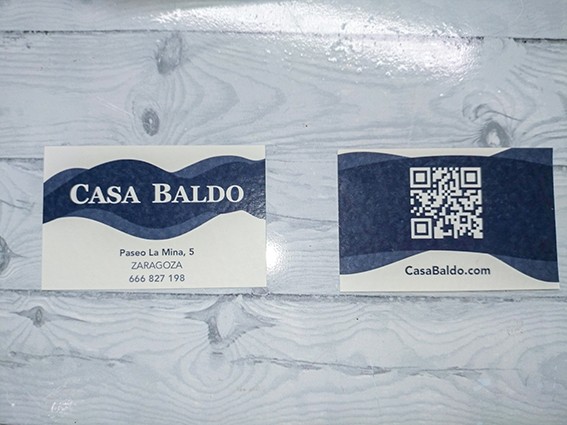 CASA BALDO
Paseo La Mina, 5
ZARAGOZA
666 827 198
CasaBaldo.com